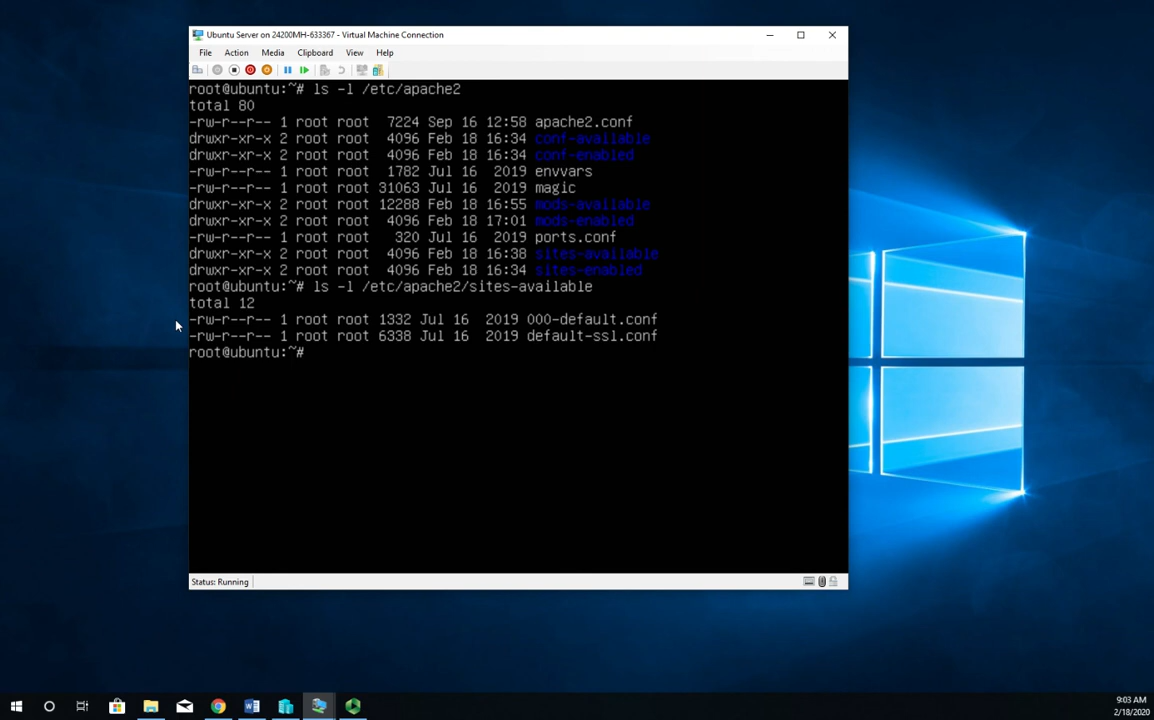 Ubuntu Server on 24200MH-633367 - Virtual Machine Connection
File Action Media Clipboard View Help
root@ubuntu:~# ls -l /etc/apache2
total 80
-rw-r--r-- 1 root root 7224 Sep 16 12:58 apache2.conf
drwxr-xr-x 2 root root 4096 Feb 18 16:34 conf-available
drwxr-xr-x 2 root root 4096 Feb 18 16:34 conf-enabled
-rw-r--r-- 1 root root 1782 Jul 16 2019 envvars
-rw-r--r-- 1 root root 31063 Jul 16 2019 magic
drwxr-xr-x 2 root root 12288 Feb 18 16:55 mods-available
drwxr-xr-x 2 root root 4096 Feb 18 17:01 mods-enabled
-rw-r--r-- 1 root root 320 Jul 16 2019 ports.conf
drwxr-xr-x 2 root root 4096 Feb 18 16:38 sites-available
drwxr-xr-x 2 root root 4096 Feb 18 16:34 sites-enabled
root@ubuntu:~# ls -l /etc/apache2/sites-available
total 12
-rw-r--r-- 1 root root 1332 Jul 16 2019 000-default.conf
-rw-r--r-- 1 root root 6338 Jul 16 2019 default-ssl.conf
root@ubuntu:~#
Status: Running
9:03 AM
2/18/2020